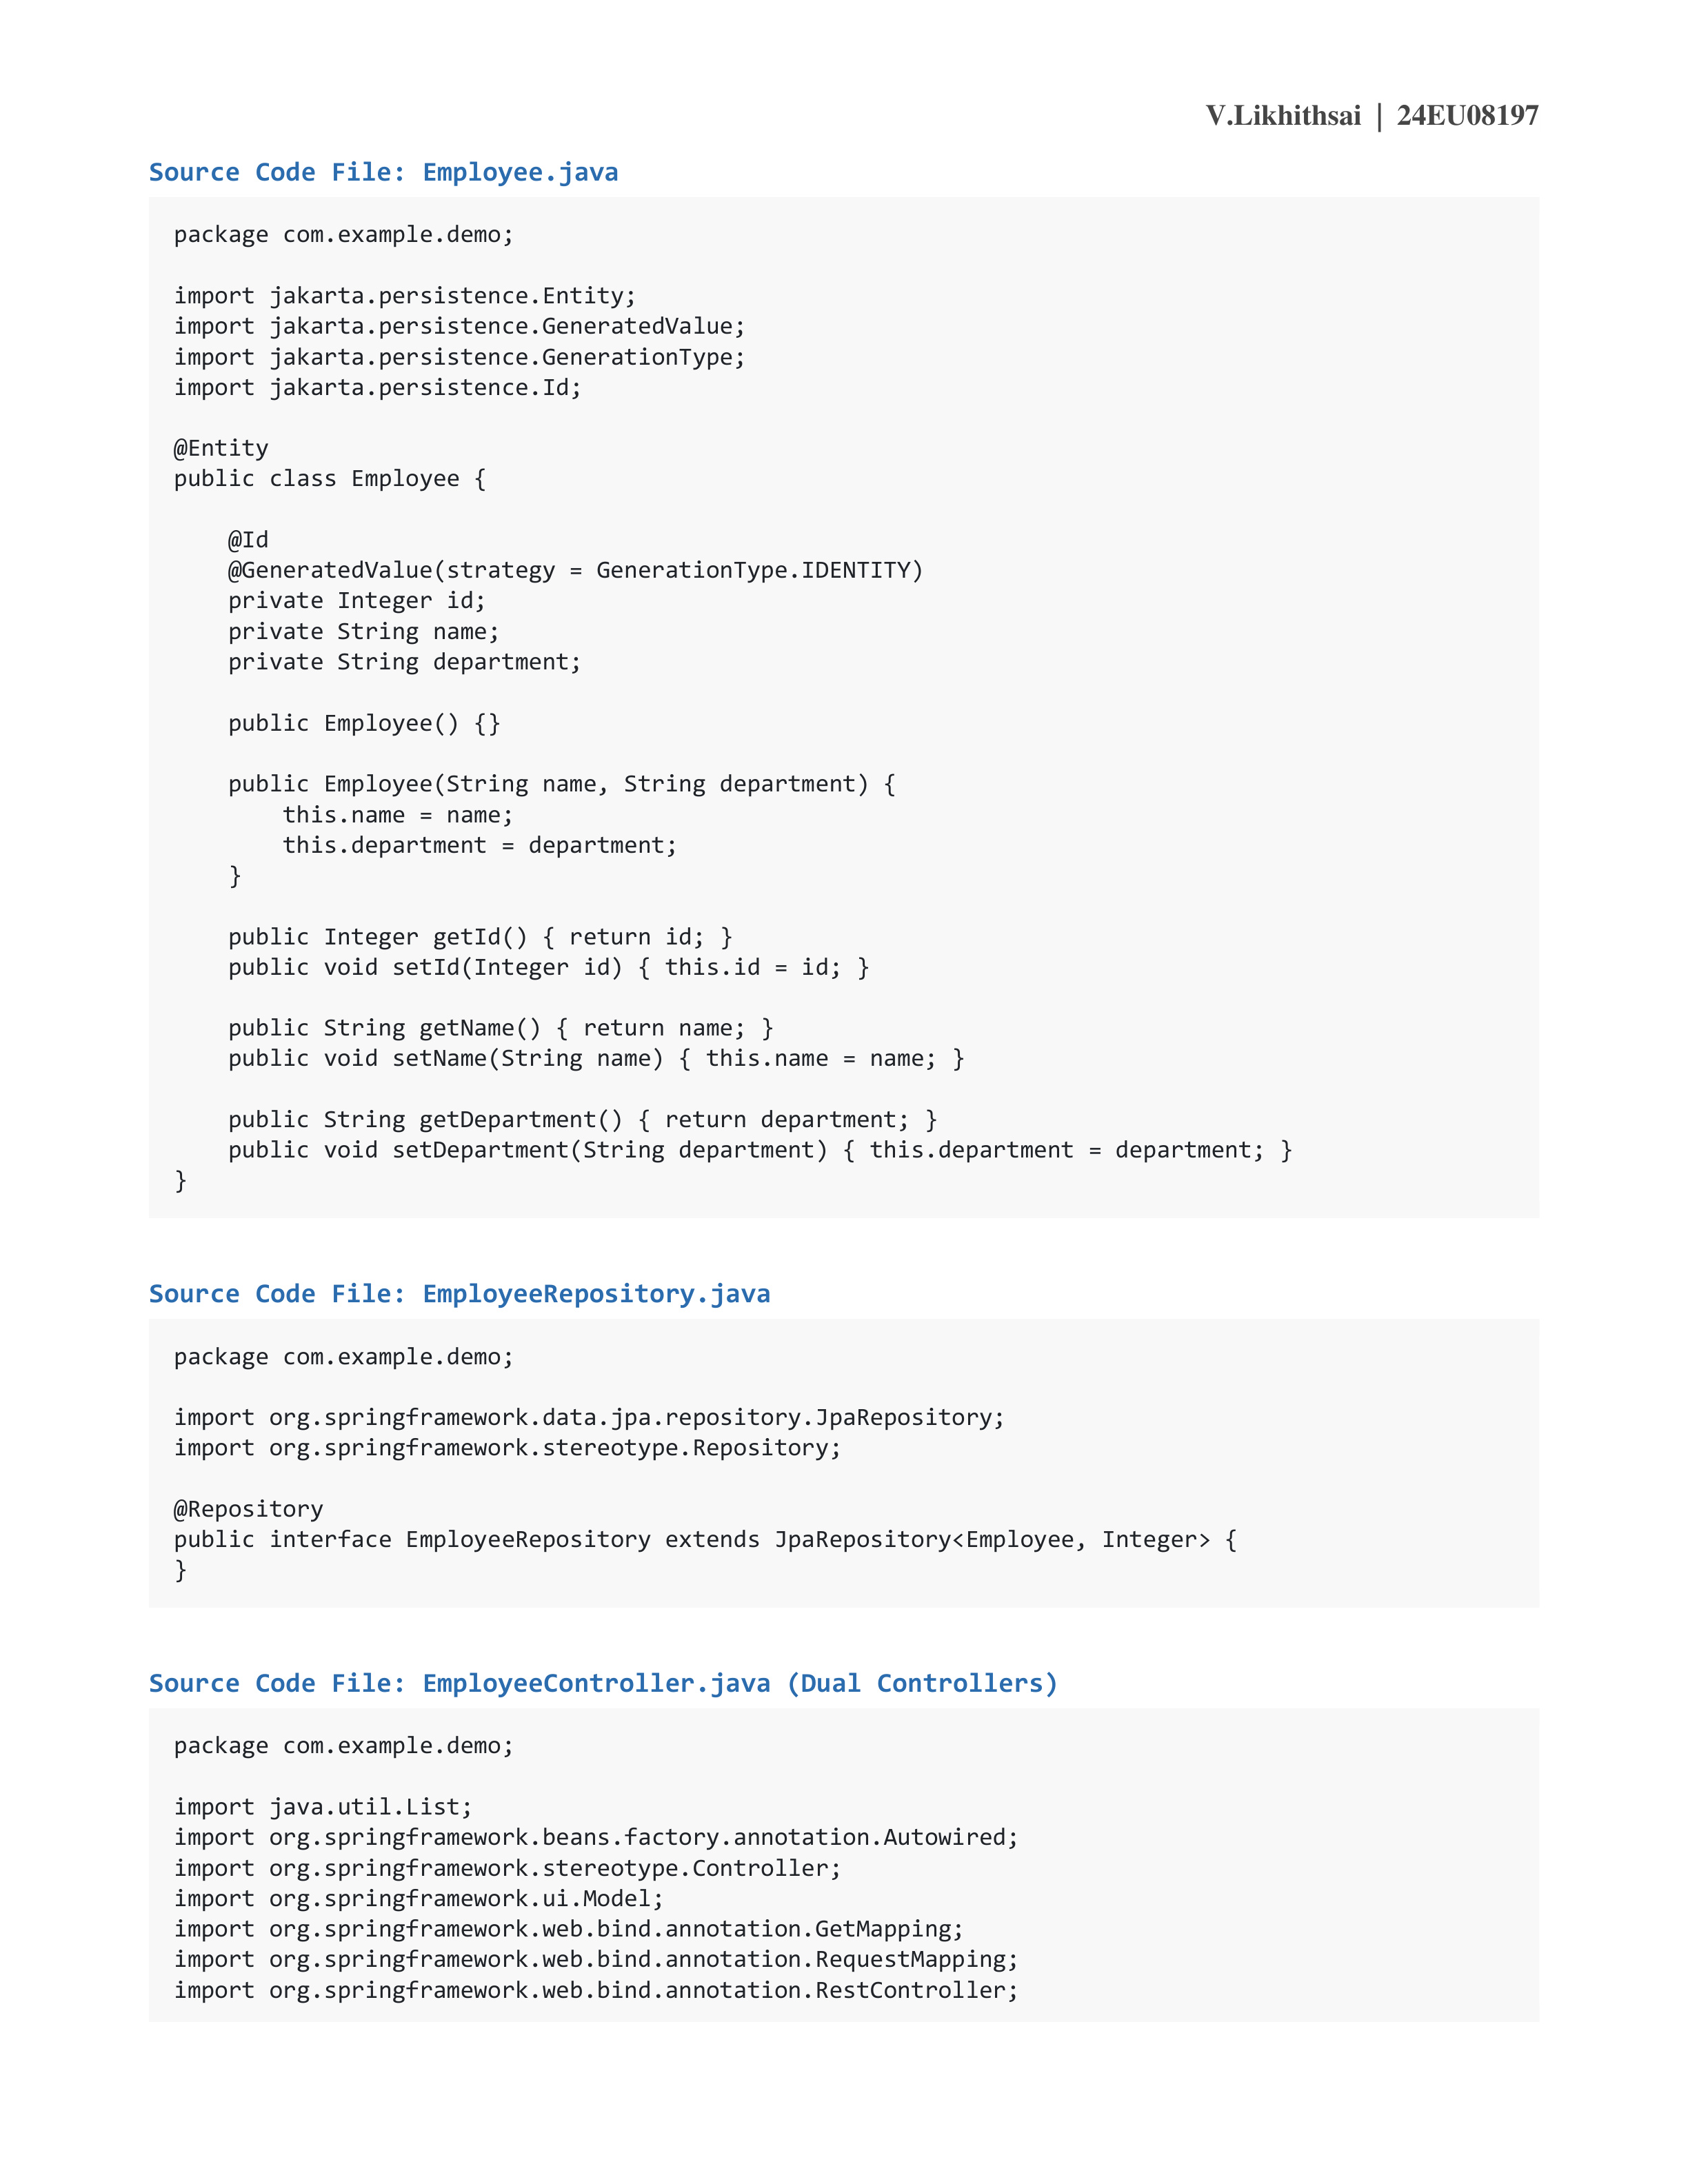 V.Likhithsai | 24EU08197
Source Code File: Employee.java
package com.example.demo;
import jakarta.persistence.Entity;
import jakarta.persistence.GeneratedValue;
import jakarta.persistence.GenerationType;
import jakarta.persistence.Id;
@Entity
public class Employee {
    @Id
    @GeneratedValue(strategy = GenerationType.IDENTITY)
    private Integer id;
    private String name;
    private String department;
    public Employee() {}
    public Employee(String name, String department) {
        this.name = name;
        this.department = department;
    }
    public Integer getId() { return id; }
    public void setId(Integer id) { this.id = id; }
    public String getName() { return name; }
    public void setName(String name) { this.name = name; }
    public String getDepartment() { return department; }
    public void setDepartment(String department) { this.department = department; }
}
Source Code File: EmployeeRepository.java
package com.example.demo;
import org.springframework.data.jpa.repository.JpaRepository;
import org.springframework.stereotype.Repository;
@Repository
public interface EmployeeRepository extends JpaRepository<Employee, Integer> {
}
Source Code File: EmployeeController.java (Dual Controllers)
package com.example.demo;
import java.util.List;
import org.springframework.beans.factory.annotation.Autowired;
import org.springframework.stereotype.Controller;
import org.springframework.ui.Model;
import org.springframework.web.bind.annotation.GetMapping;
import org.springframework.web.bind.annotation.RequestMapping;
import org.springframework.web.bind.annotation.RestController;